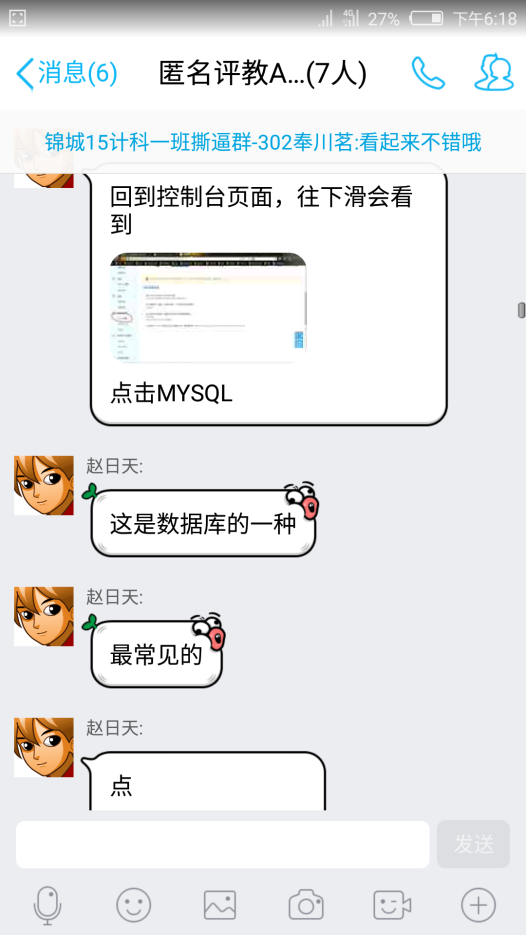 4G 27% 下午6:18
消息(6) 匿名评教A...(7人)
锦城15计科一班撕逼群-302奉川茗:看起来不错哦
回到控制台页面，往下滑会看
到
点击MYSQL
赵日天:
这是数据库的一种
赵日天:
最常见的
赵日天:
点
发送